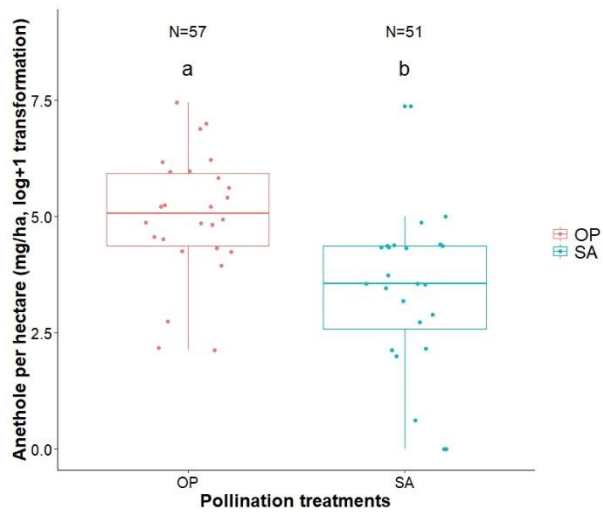 N=57 N=51
a b
Anethole per hectare (mg/ha, log+1 transformation)
7.5
5.0
2.5
0.0
OP
SA
OP SA
Pollination treatments